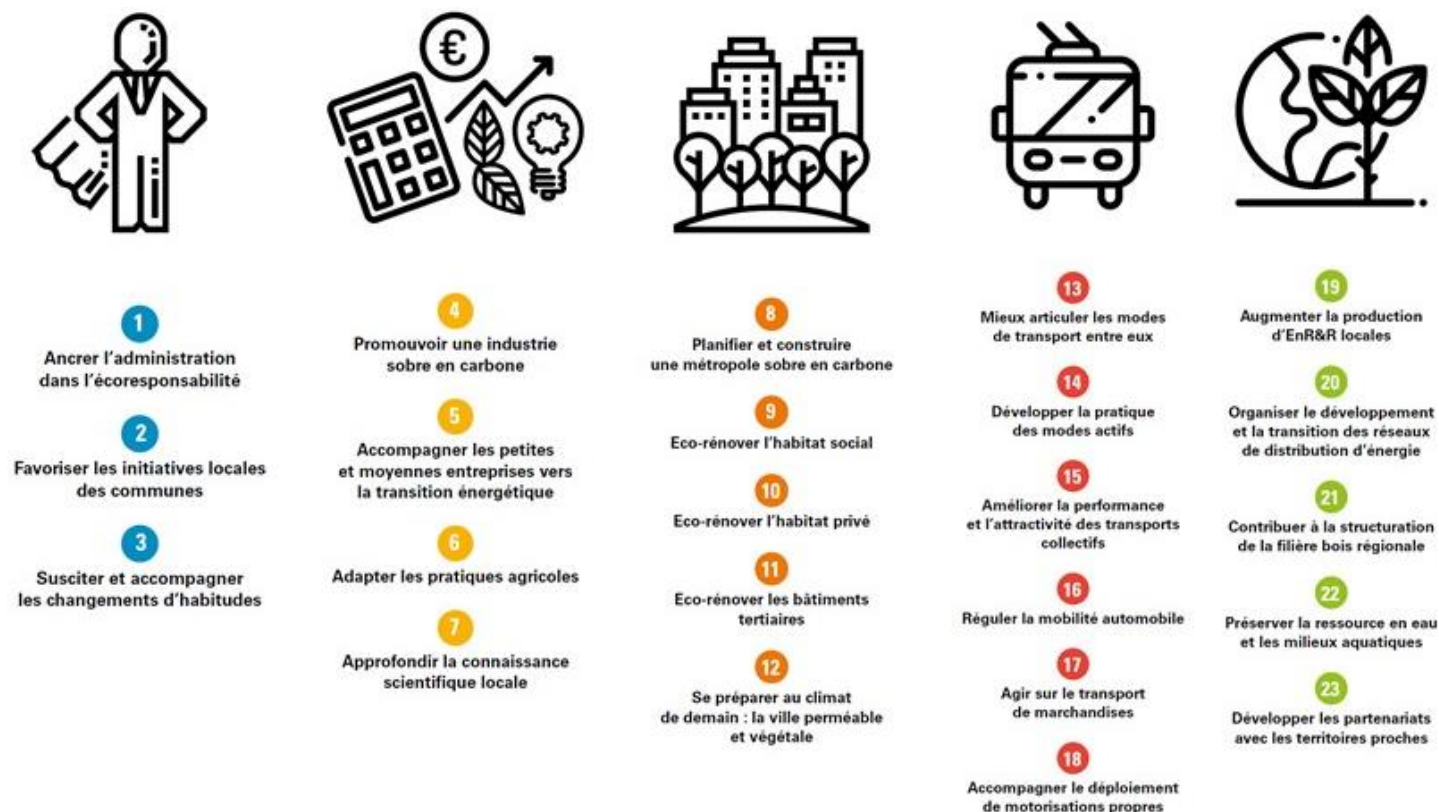 €
1
Ancrer l'administration
dans l'écoresponsabilité
2
Favoriser les initiatives locales
des communes
3
Susciter et accompagner
les changements d'habitudes
4
Promouvoir une industrie
sobre en carbone
5
Accompagner les petites
et moyennes entreprises vers
la transition énergétique
6
Adapter les pratiques agricoles
7
Approfondir la connaissance
scientifique locale
8
Planifier et construire
une métropole sobre en carbone
9
Eco-rénover l'habitat social
10
Eco-rénover l'habitat privé
11
Eco-rénover les bâtiments
tertiaires
12
Se préparer au climat
de demain : la ville perméable
et végétale
13
Mieux articuler les modes
de transport entre eux
14
Développer la pratique
des modes actifs
15
Améliorer la performance
et l'attractivité des transports
collectifs
16
Réguler la mobilité automobile
17
Agir sur le transport
de marchandises
18
Accompagner le déploiement
de motorisations propres
19
Augmenter la production
d'EnR&R locales
20
Organiser le développement
et la transition des réseaux
de distribution d'énergie
21
Contribuer à la structuration
de la filière bois régionale
22
Préserver la ressource en eau
et les milieux aquatiques
23
Développer les partenariats
avec les territoires proches